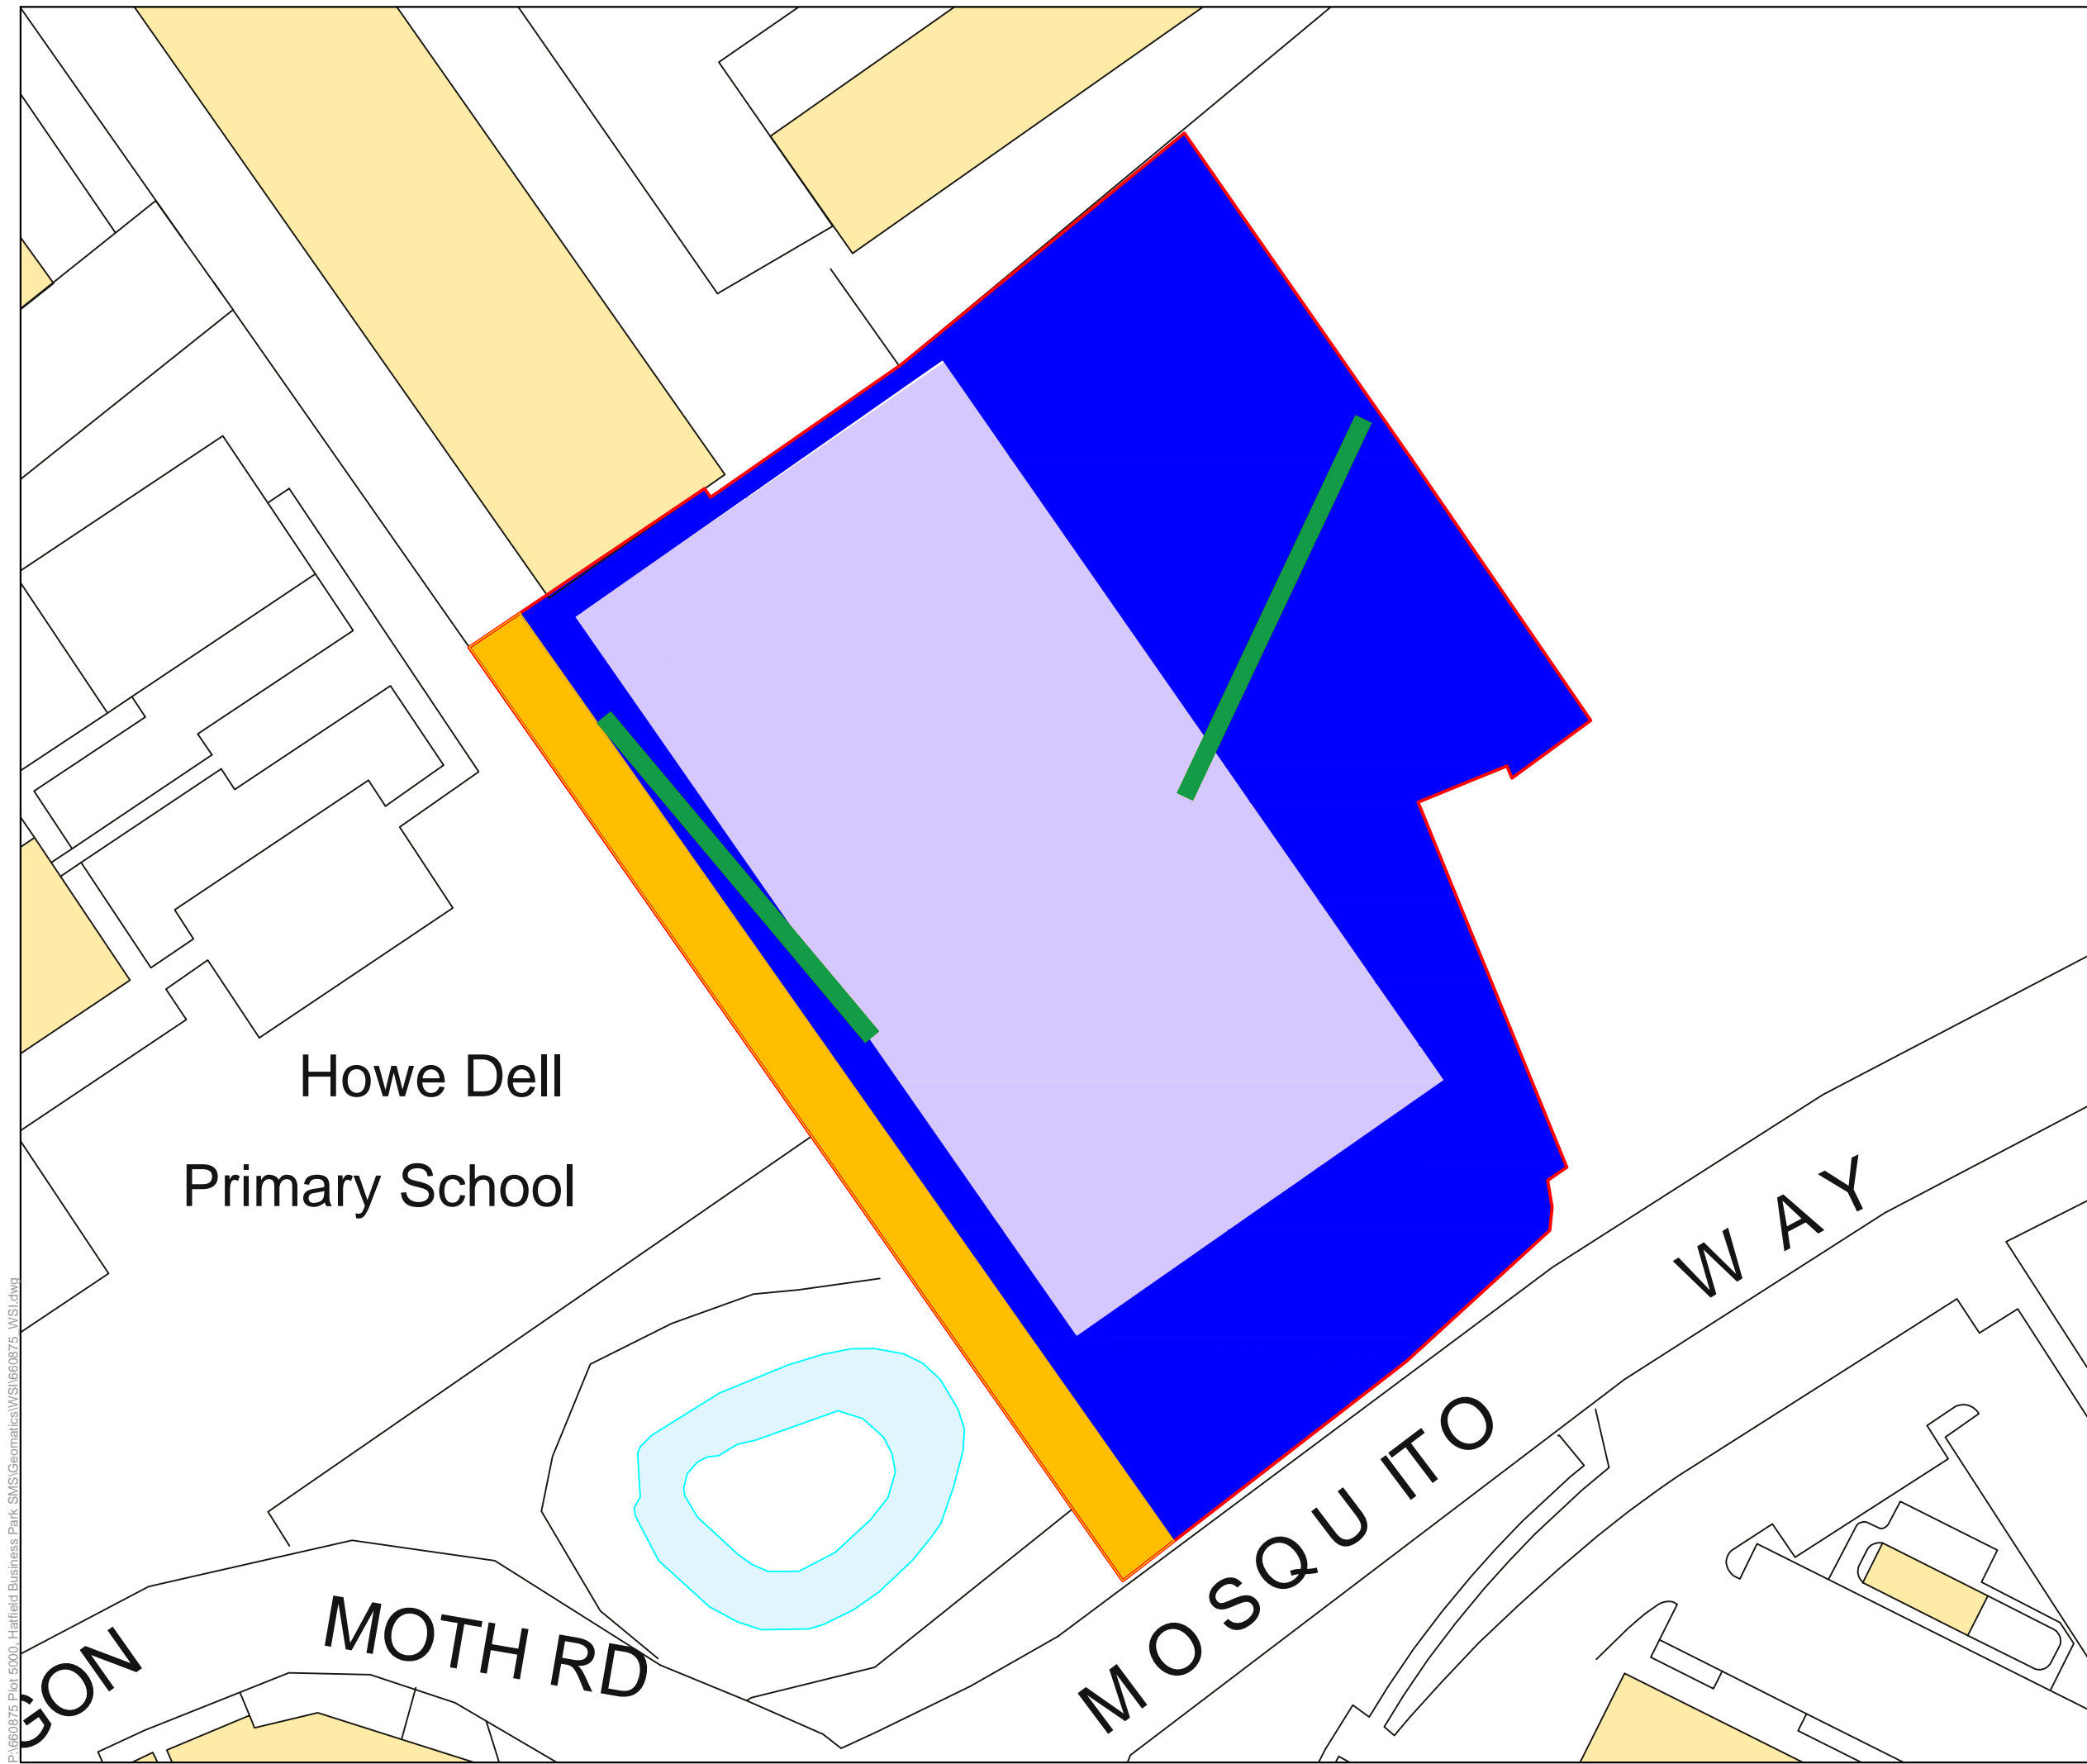 Howe Dell
Primary School
WAY
MOSQUITO
MOTH RD
GON
P:\660875 Plot 5000, Hatfield Business Park SMS\Geomatics\WSI\660875_WSI.dwg